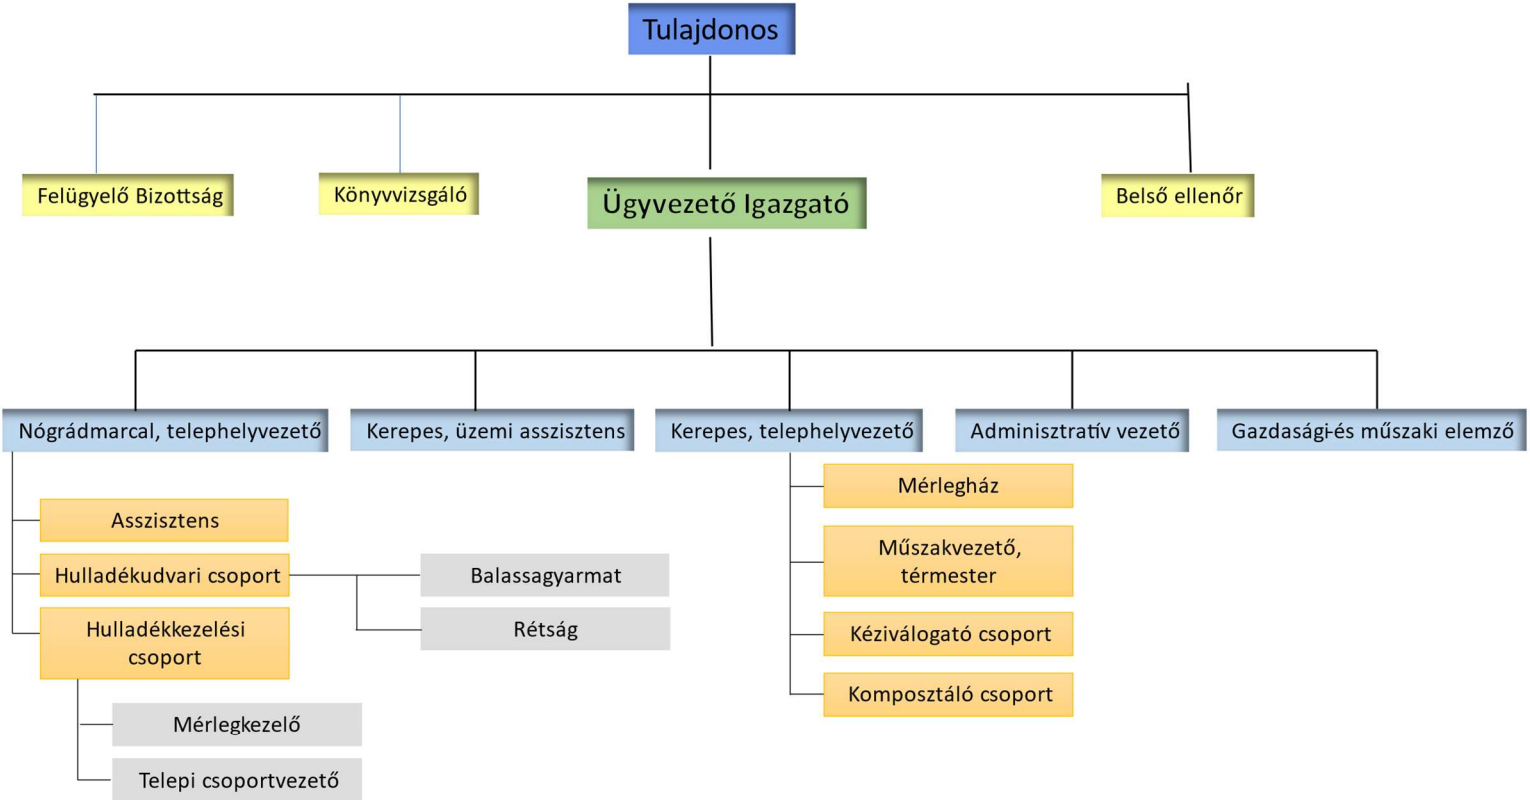 Tulajdonos
Felügyelő Bizottság
Könyvvizsgáló
Ügyvezető Igazgató
Belső ellenőr
Nógrádmarcal, telephelyvezető
Kerepes, üzemi asszisztens
Kerepes, telephelyvezető
Adminisztratív vezető
Gazdasági-és műszaki elemző
Asszisztens
Hulladékudvari csoport
Balassagyarmat
Rétság
Hulladékkezelési
csoport
Mérlegkezelő
Telepi csoportvezető
Mérlegház
Műszakvezető,
térmester
Kéziválogató csoport
Komposztáló csoport